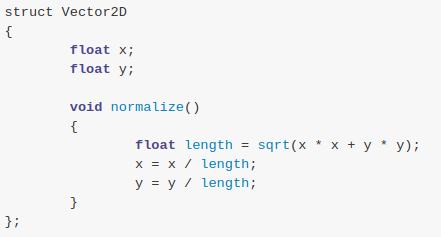 struct Vector2D
{
        float x;
        float y;

        void normalize()
        {
                float length = sqrt(x * x + y * y);
                x = x / length;
                y = y / length;
        }
};